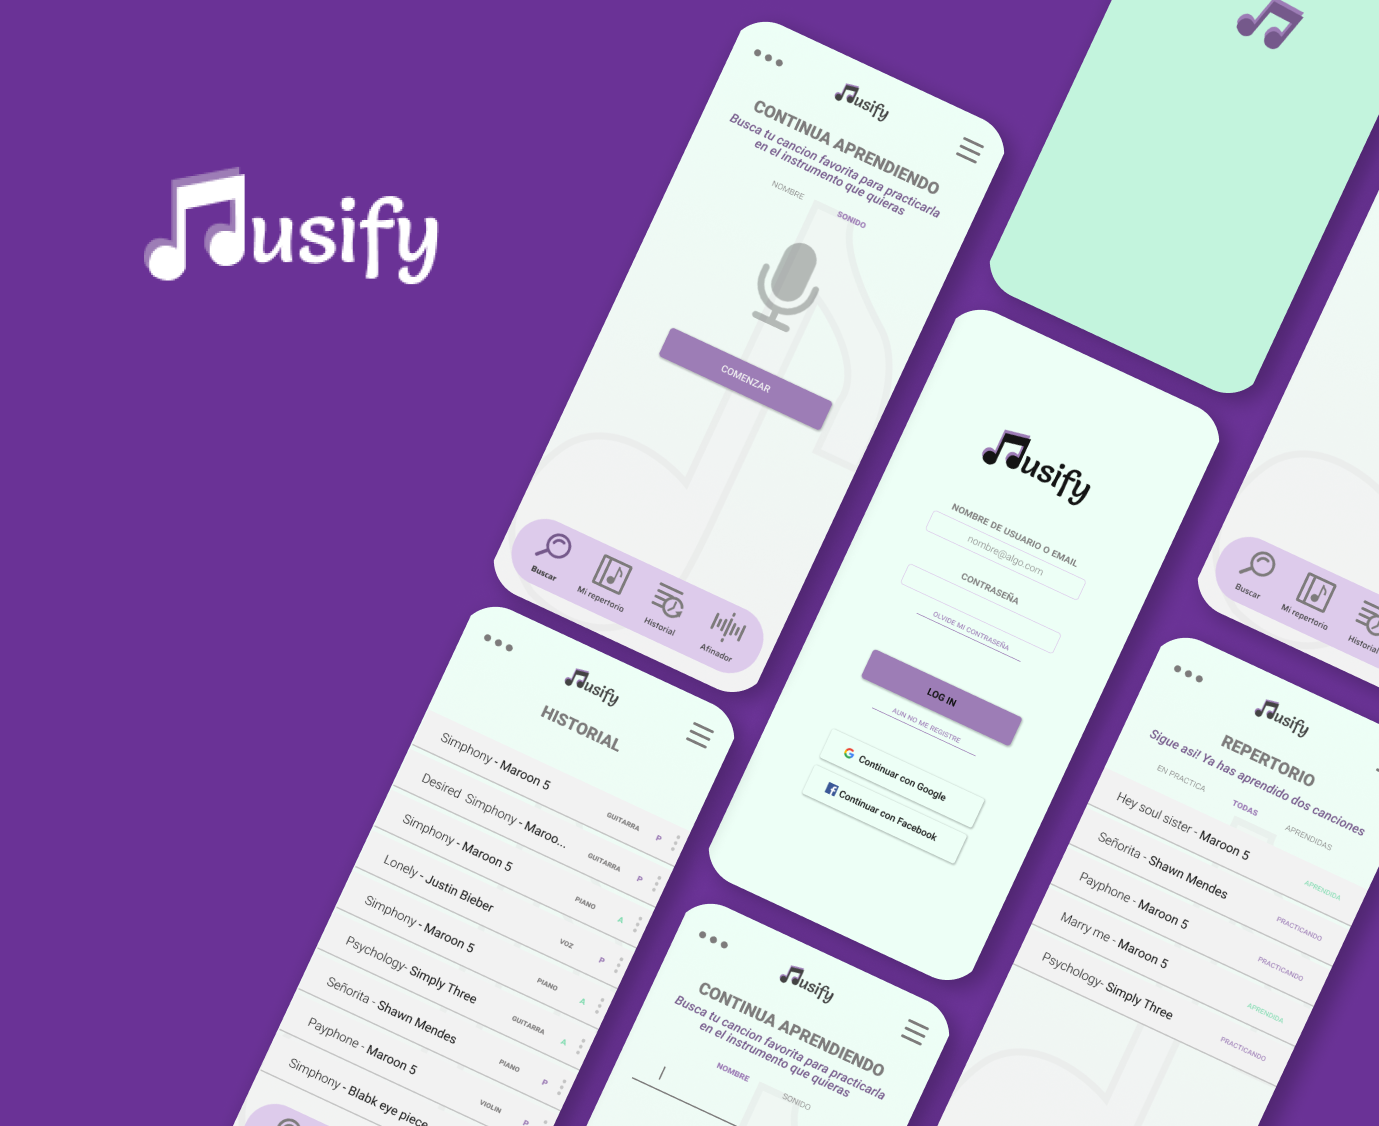 usify
usify
CONTINUA APRENDIENDO
Busca tu cancion favorita para practicarla
en el instrumento que quieras
NOMBRE
SONIDO
COMENZAR
Buscar
Mi repertorio
Historial
Afinador
usify
NOMBRE DE USUARIO O EMAIL
nombre@algo.com
CONTRASEÑA
OLVIDE MI CONTRASEÑA
LOG IN
AUN NO ME REGISTRE
Continuar con Google
Continuar con Facebook
Buscar
Mi repertorio
Historial
usify
HISTORIAL
Simphony - Maroon 5
GUITARRA P
Desired Simphony - Maroo...
GUITARRA P
Simphony - Maroon 5
PIANO A
Lonely - Justin Bieber
VOZ P
Simphony - Maroon 5
PIANO A
Psychology- Simply Three
GUITARRA A
Señorita - Shawn Mendes
PIANO P
Payphone - Maroon 5
VIOLIN P
Simphony - Blabk eye piece
usify
CONTINUA APRENDIENDO
Busca tu cancion favorita para practicarla
en el instrumento que quieras
NOMBRE
SONIDO
usify
REPERTORIO
Sigue asi! Ya has aprendido dos canciones
EN PRACTICA
TODAS
APRENDIDAS
Hey soul sister - Maroon 5
APRENDIDA
Señorita - Shawn Mendes
PRACTICANDO
Payphone - Maroon 5
PRACTICANDO
Marry me - Maroon 5
APRENDIDA
Psychology- Simply Three
PRACTICANDO